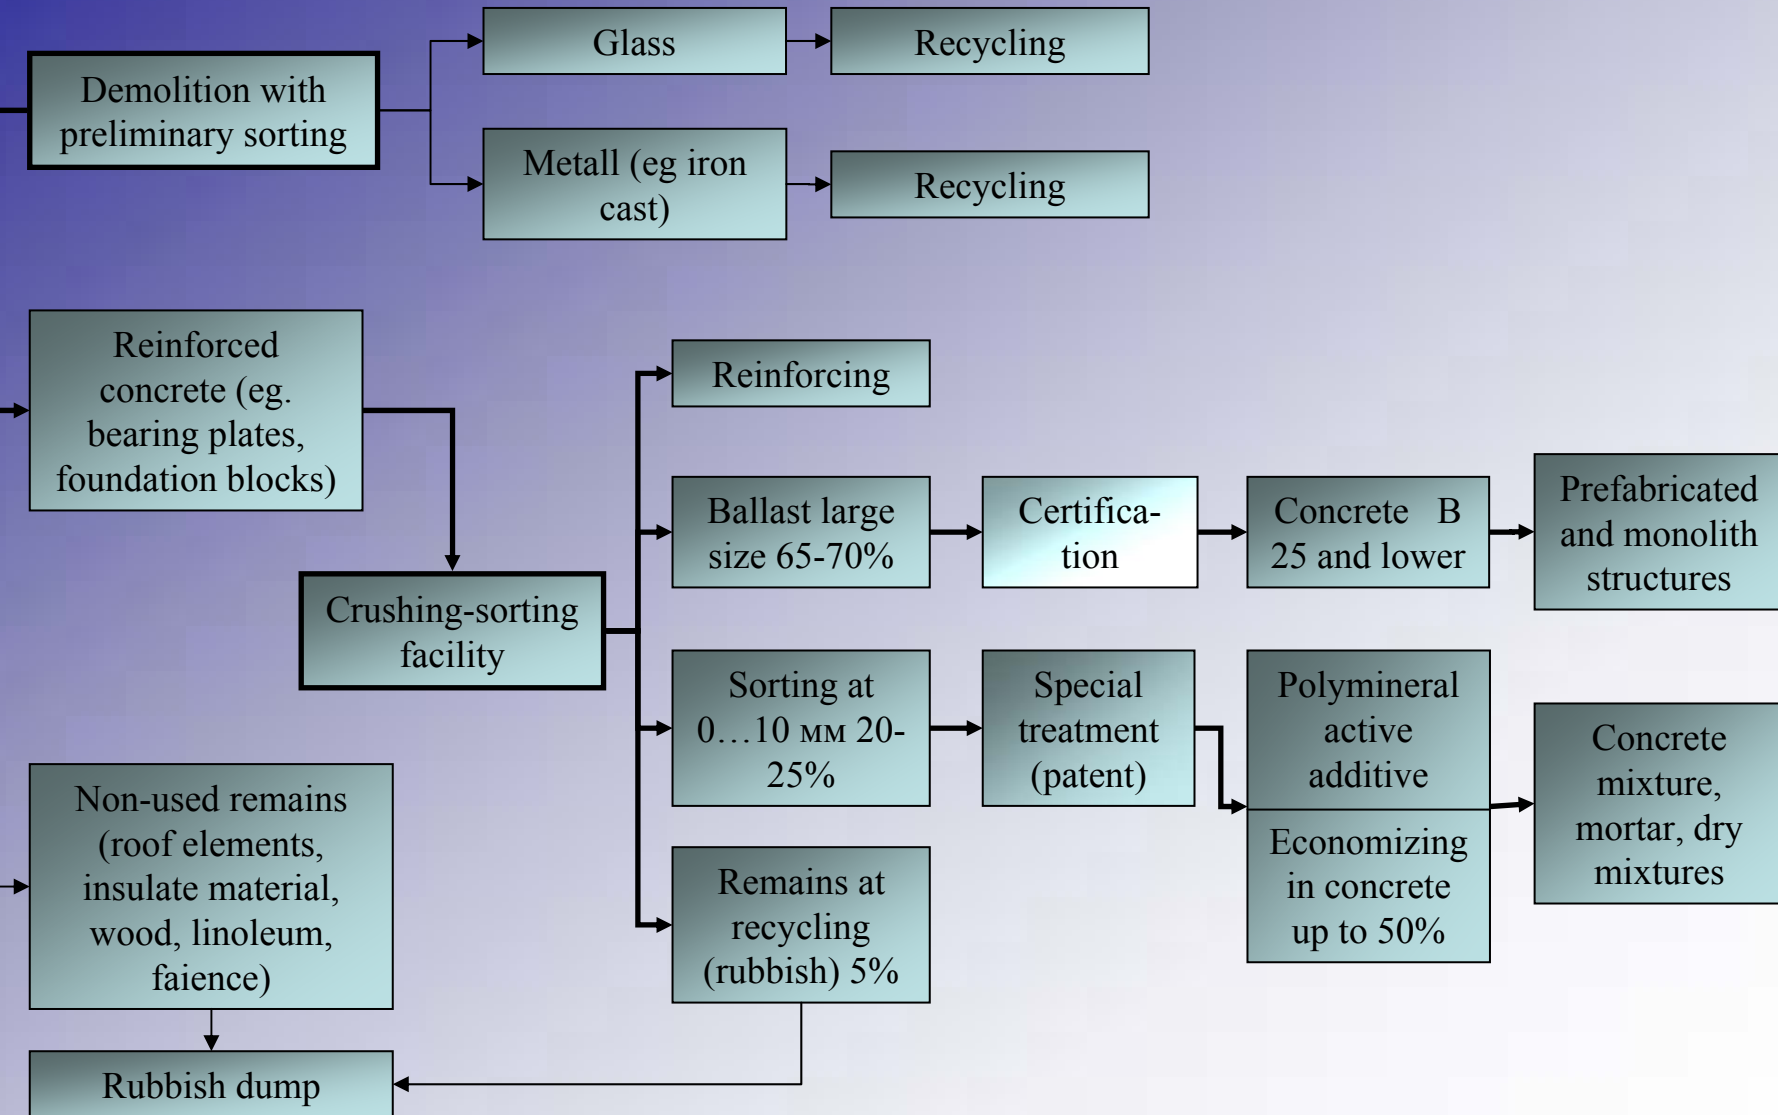 Glass
Recycling
Demolition with
preliminary sorting
Metall (eg iron
cast)
Recycling
Reinforced
concrete (eg.
bearing plates,
foundation blocks)
Reinforcing
Ballast large
size 65-70%
Certifica-
tion
Concrete B
25 and lower
Prefabricated
and monolith
structures
Crushing-sorting
facility
Sorting at
0…10 мм 20-
25%
Special
treatment
(patent)
Polymineral
active
additive
Economizing
in concrete
up to 50%
Concrete
mixture,
mortar, dry
mixtures
Non-used remains
(roof elements,
insulate material,
wood, linoleum,
faience)
Remains at
recycling
(rubbish) 5%
Rubbish dump